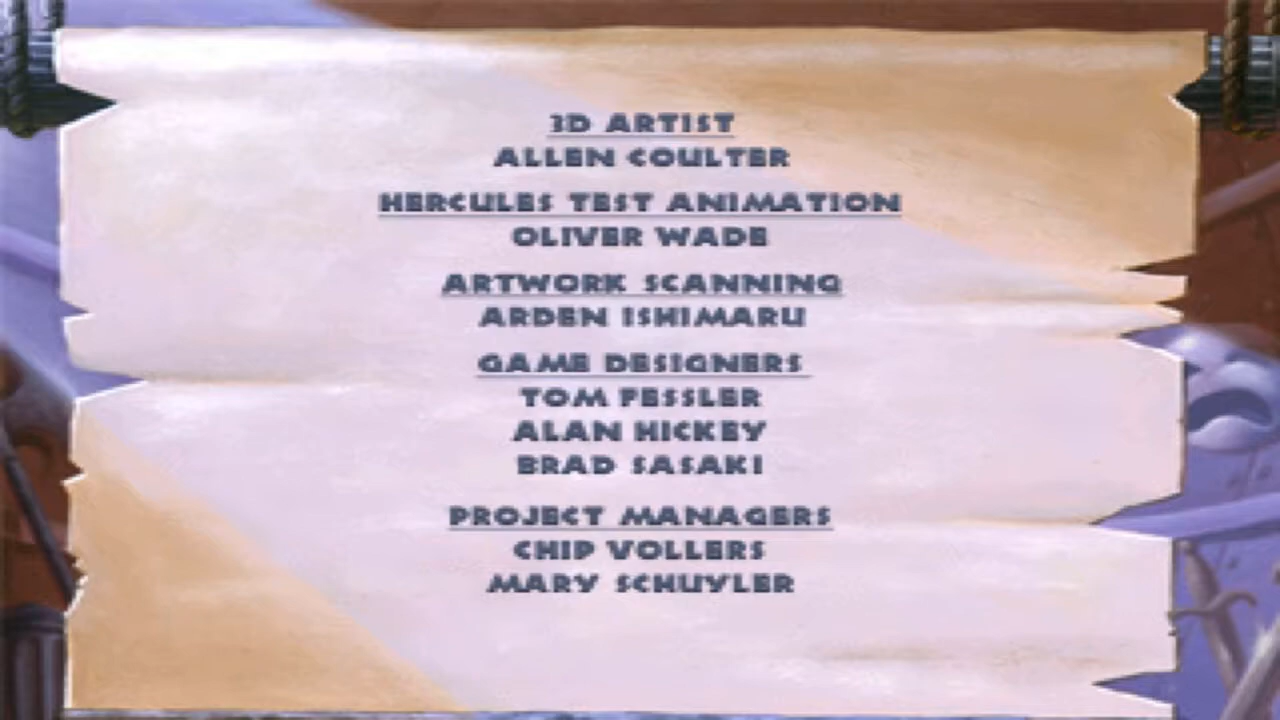 3D ARTIST
ALLEN COULTER
HERCULES TEST ANIMATION
OLIVER WADE
ARTWORK SCANNING
ARDEN ISHIMARU
GAME DESIGNERS
TOM FESSLER
ALAN HICKEY
BRAD SASAKI
PROJECT MANAGERS
CHIP VOLLERS
MARY SCHUYLER